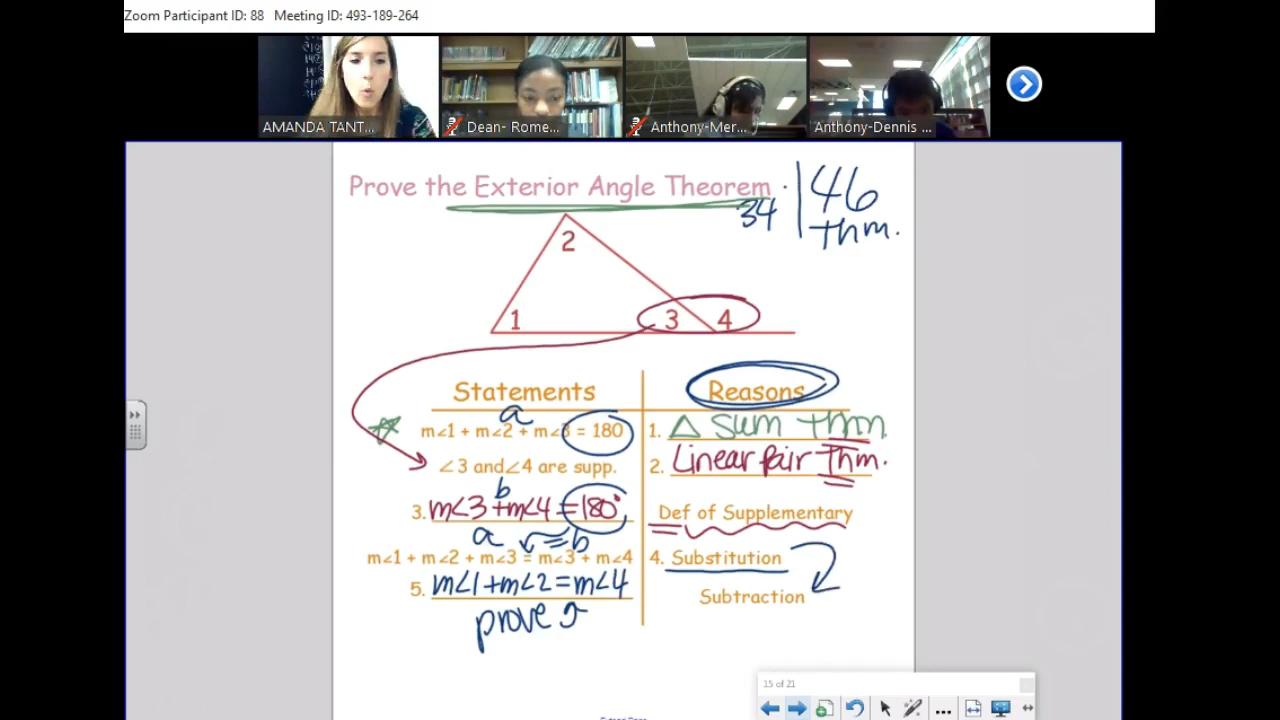 Zoom Participant ID: 88 Meeting ID: 493-189-264
AMANDA TANT...
Dean- Rome...
Anthony-Mer...
Anthony-Dennis ...
Prove the Exterior Angle Theorem
34 46
thm.
2
1 3 4
Statements Reasons
a
m∠1 + m∠2 + m∠3 = 180 1. △ sum thm
∠3 and ∠4 are supp. 2. Linear pair Thm.
b
3. m∠3 + m∠4 = 180° Def of Supplementary
a = b
m∠1 + m∠2 + m∠3 = m∠3 + m∠4 4. Substitution
5. m∠1 + m∠2 = m∠4 Subtraction
prove
15 of 21